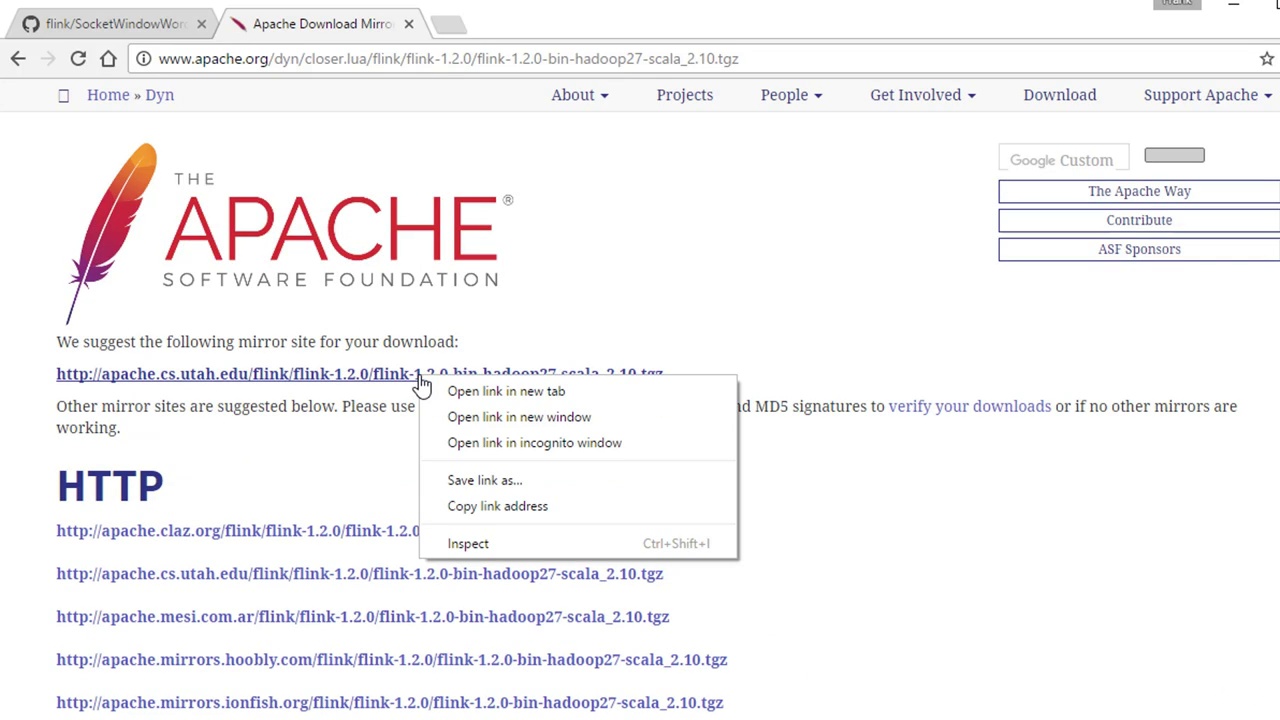 Frank
flink/SocketWindowWor
Apache Download Mirro
www.apache.org/dyn/closer.lua/flink/flink-1.2.0/flink-1.2.0-bin-hadoop27-scala_2.10.tgz
Home » Dyn
About
Projects
People
Get Involved
Download
Support Apache
THE
APACHE®
SOFTWARE FOUNDATION
Google Custom
The Apache Way
Contribute
ASF Sponsors
We suggest the following mirror site for your download:
http://apache.cs.utah.edu/flink/flink-1.2.0/flink-1.2.0-bin-hadoop27-scala_2.10.tgz
Other mirror sites are suggested below. Please use
nd MD5 signatures to verify your downloads or if no other mirrors are
working.
Open link in new tab
Open link in new window
Open link in incognito window
Save link as...
Copy link address
Inspect Ctrl+Shift+I
HTTP
http://apache.claz.org/flink/flink-1.2.0/flink-1.2.0
http://apache.cs.utah.edu/flink/flink-1.2.0/flink-1.2.0-bin-hadoop27-scala_2.10.tgz
http://apache.mesi.com.ar/flink/flink-1.2.0/flink-1.2.0-bin-hadoop27-scala_2.10.tgz
http://apache.mirrors.hoobly.com/flink/flink-1.2.0/flink-1.2.0-bin-hadoop27-scala_2.10.tgz
http://apache.mirrors.ionfish.org/flink/flink-1.2.0/flink-1.2.0-bin-hadoop27-scala_2.10.tgz